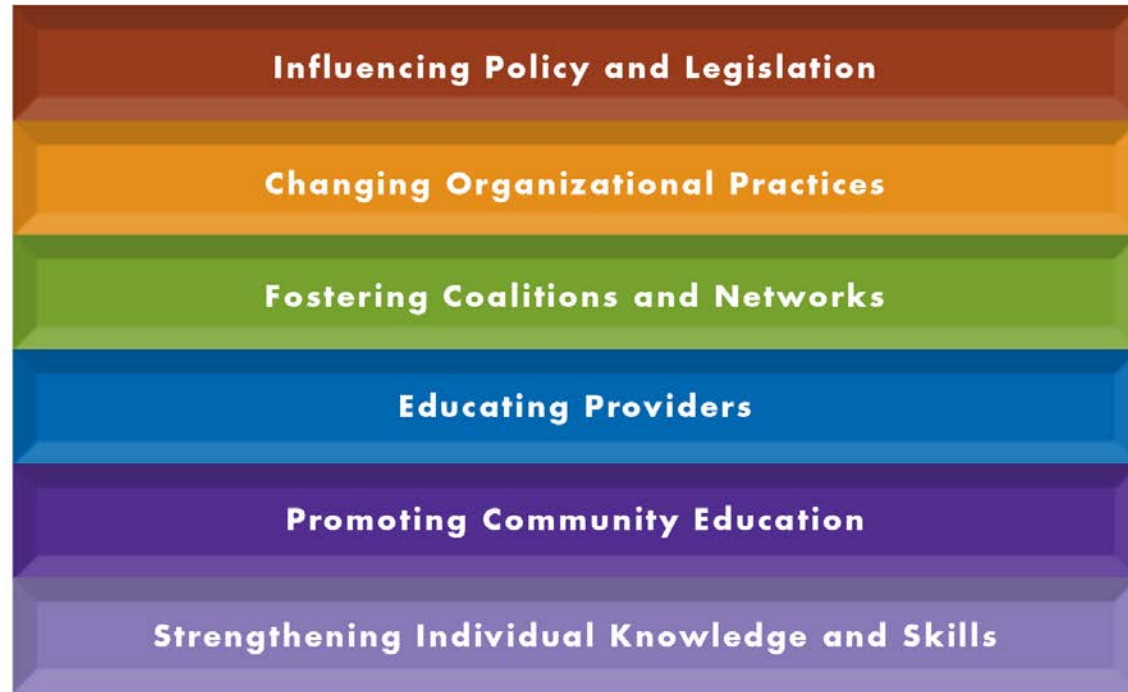 Influencing Policy and Legislation
Changing Organizational Practices
Fostering Coalitions and Networks
Educating Providers
Promoting Community Education
Strengthening Individual Knowledge and Skills